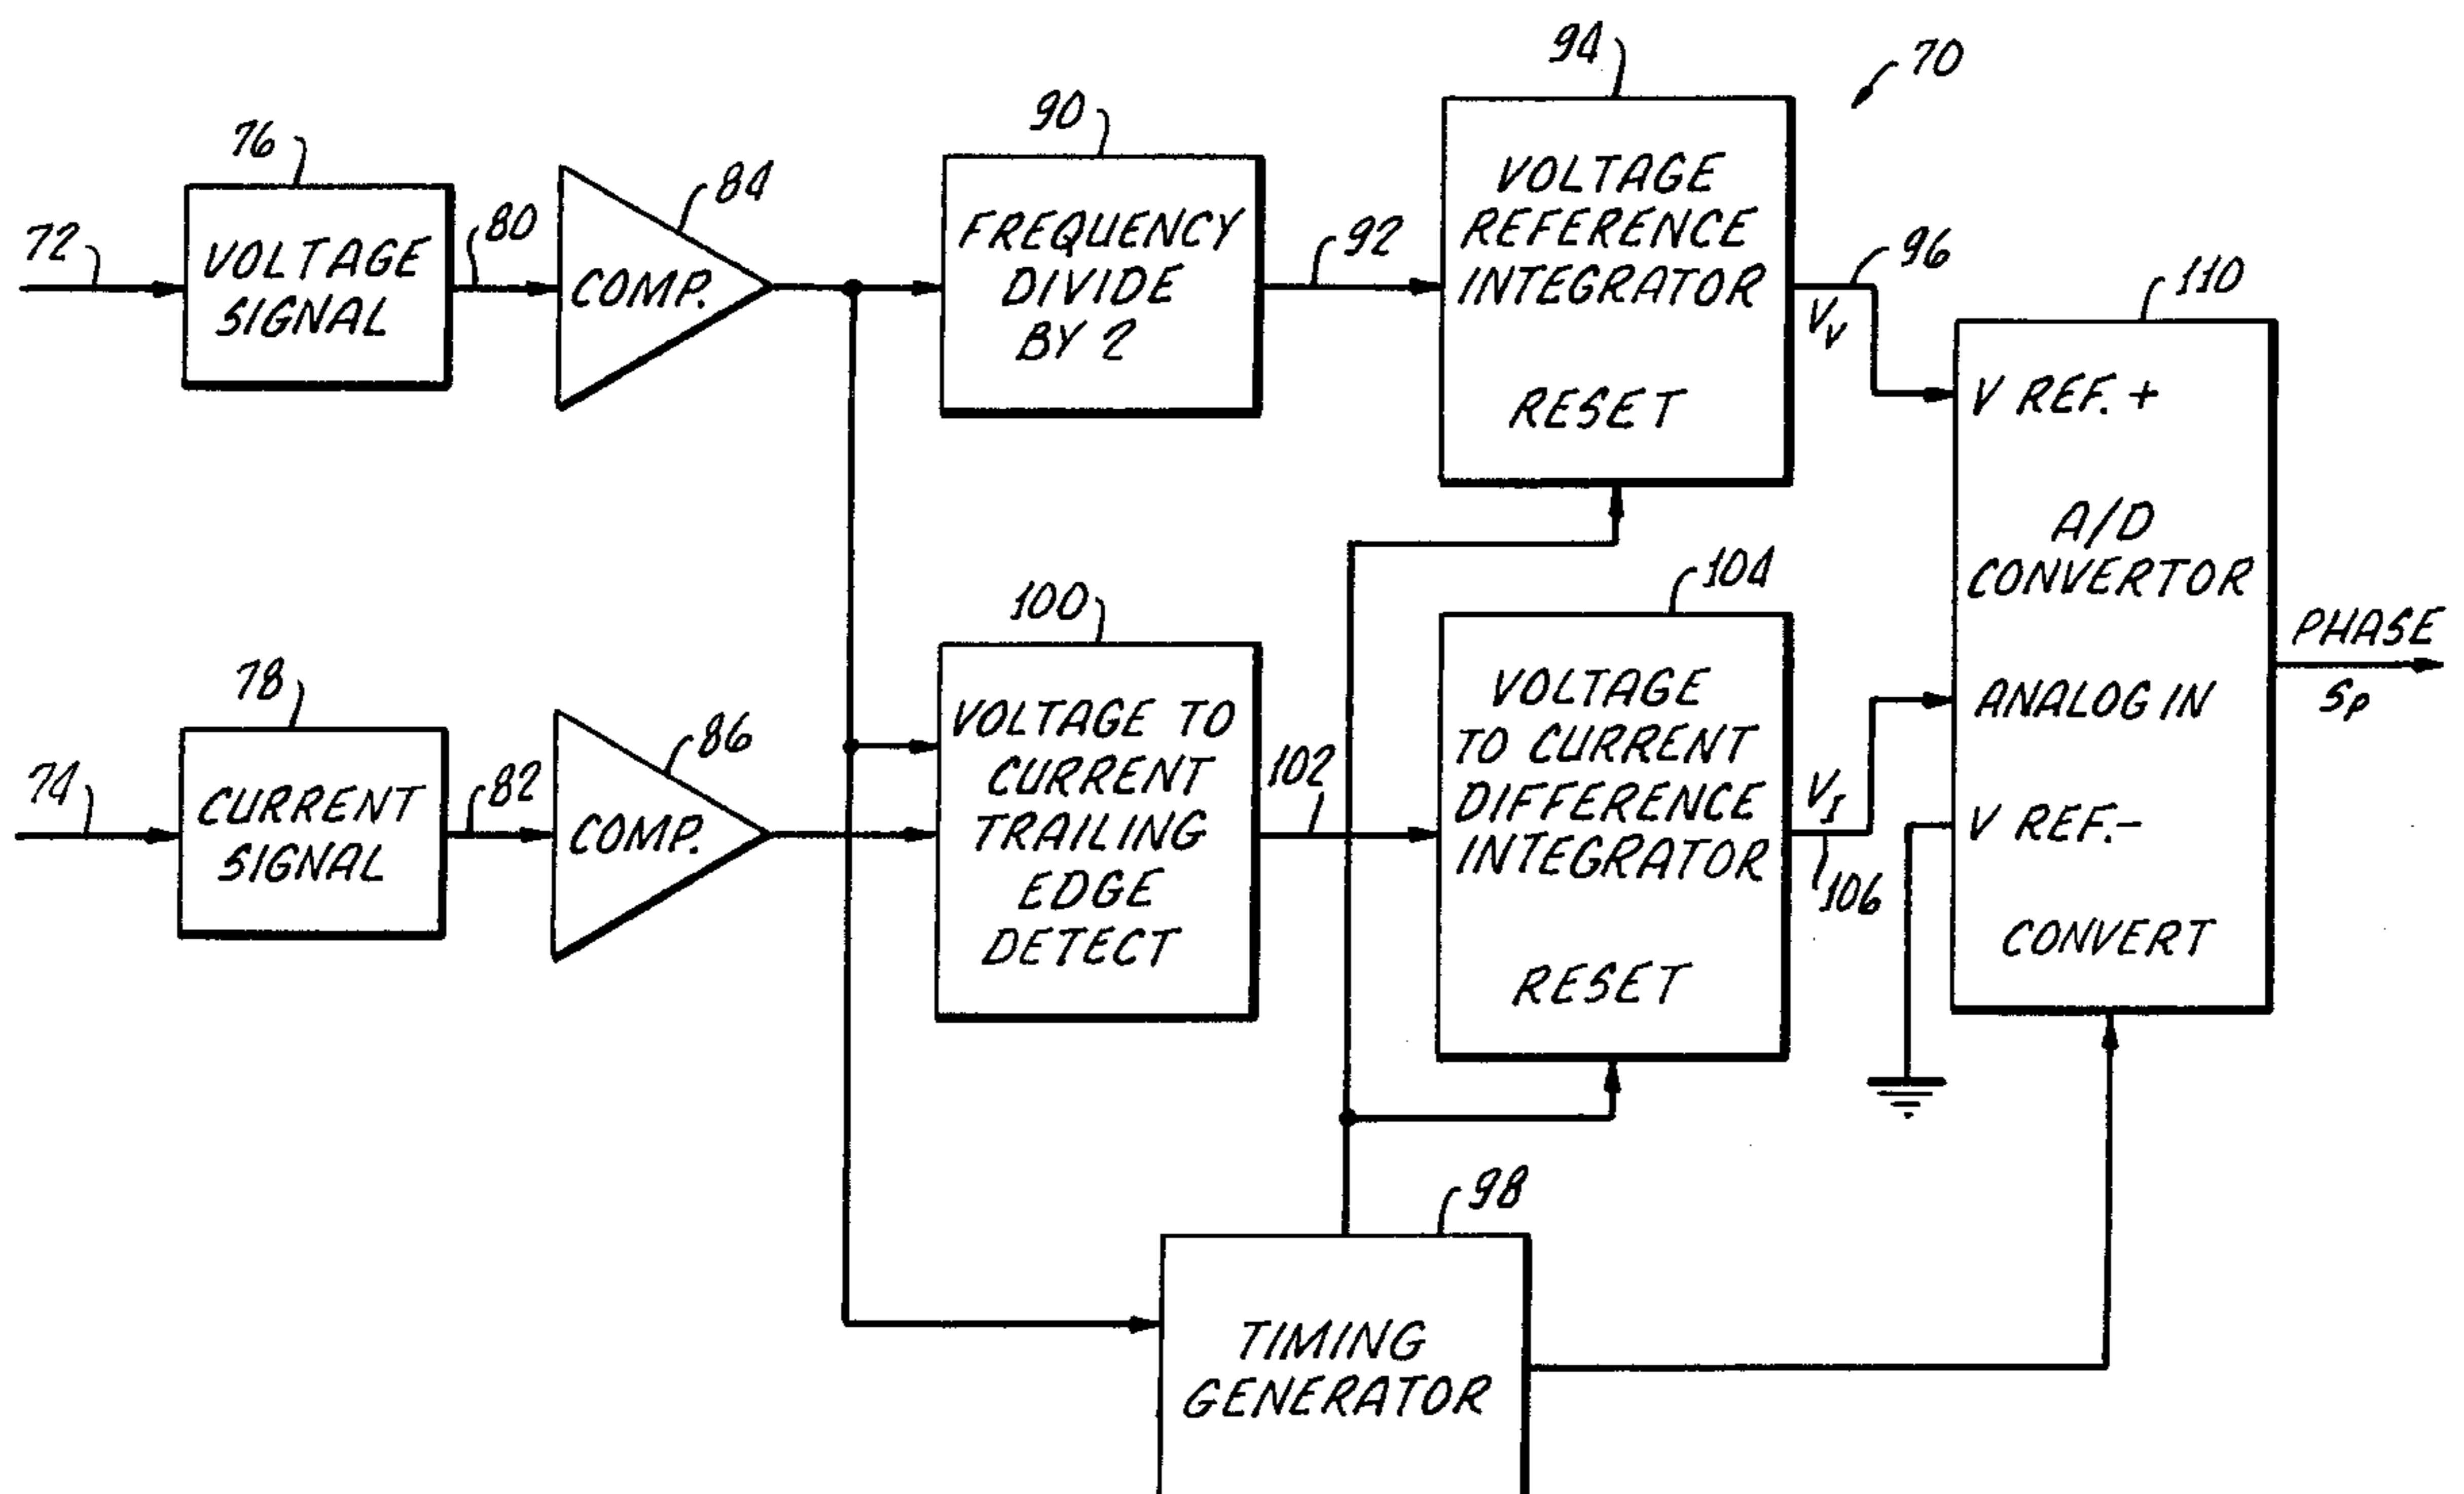 94
70
90
76
84
VOLTAGE
REFERENCE
INTEGRATOR
RESET
72
VOLTAGE
SIGNAL
80
COMP.
FREQUENCY
DIVIDE
BY 2
92
96
V_V
110
V REF. +
A/D
CONVERTOR
ANALOG IN
V REF. -
CONVERT
PHASE
S_P
104
100
78
86
74
CURRENT
SIGNAL
82
COMP.
VOLTAGE TO
CURRENT
TRAILING
EDGE
DETECT
102
VOLTAGE
TO CURRENT
DIFFERENCE
INTEGRATOR
RESET
V_I
106
98
TIMING
GENERATOR